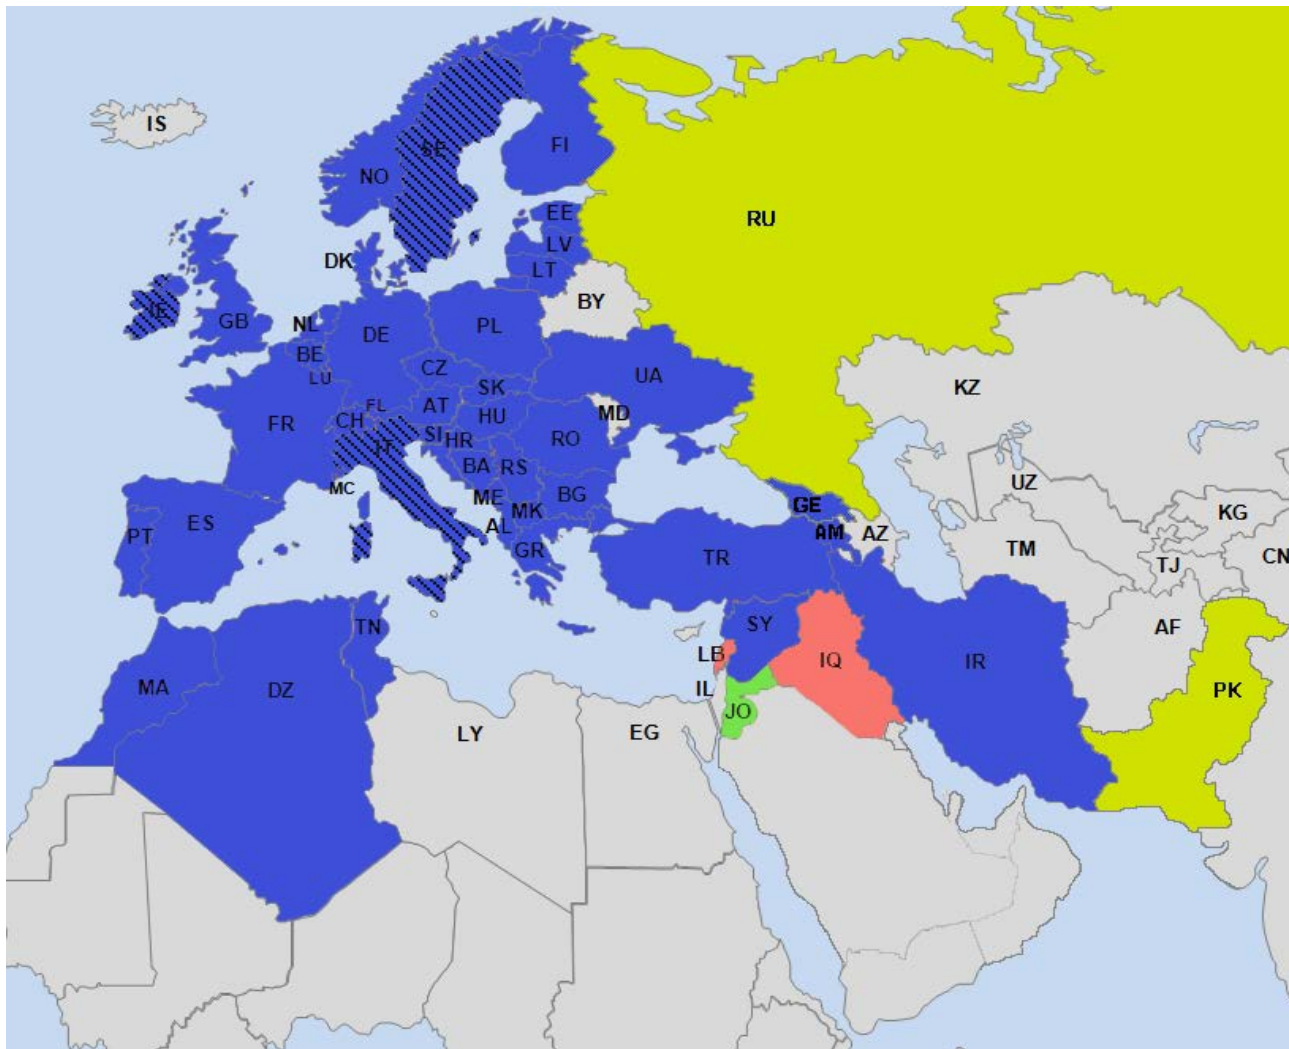 IS
SE
FI
NO
RU
EE
LV
DK
LT
IE
GB
NL
BY
DE
PL
BE
LU
CZ
UA
SK
KZ
FL
AT
FR
CH
HU
MD
IT
SI
HR
RO
BA
RS
UZ
MC
ME
BG
ES
MK
GE
KG
PT
AL
AM
AZ
GR
TM
TR
TJ
CN
TN
SY
AF
LB
IQ
IR
MA
DZ
IL
PK
JO
LY
EG